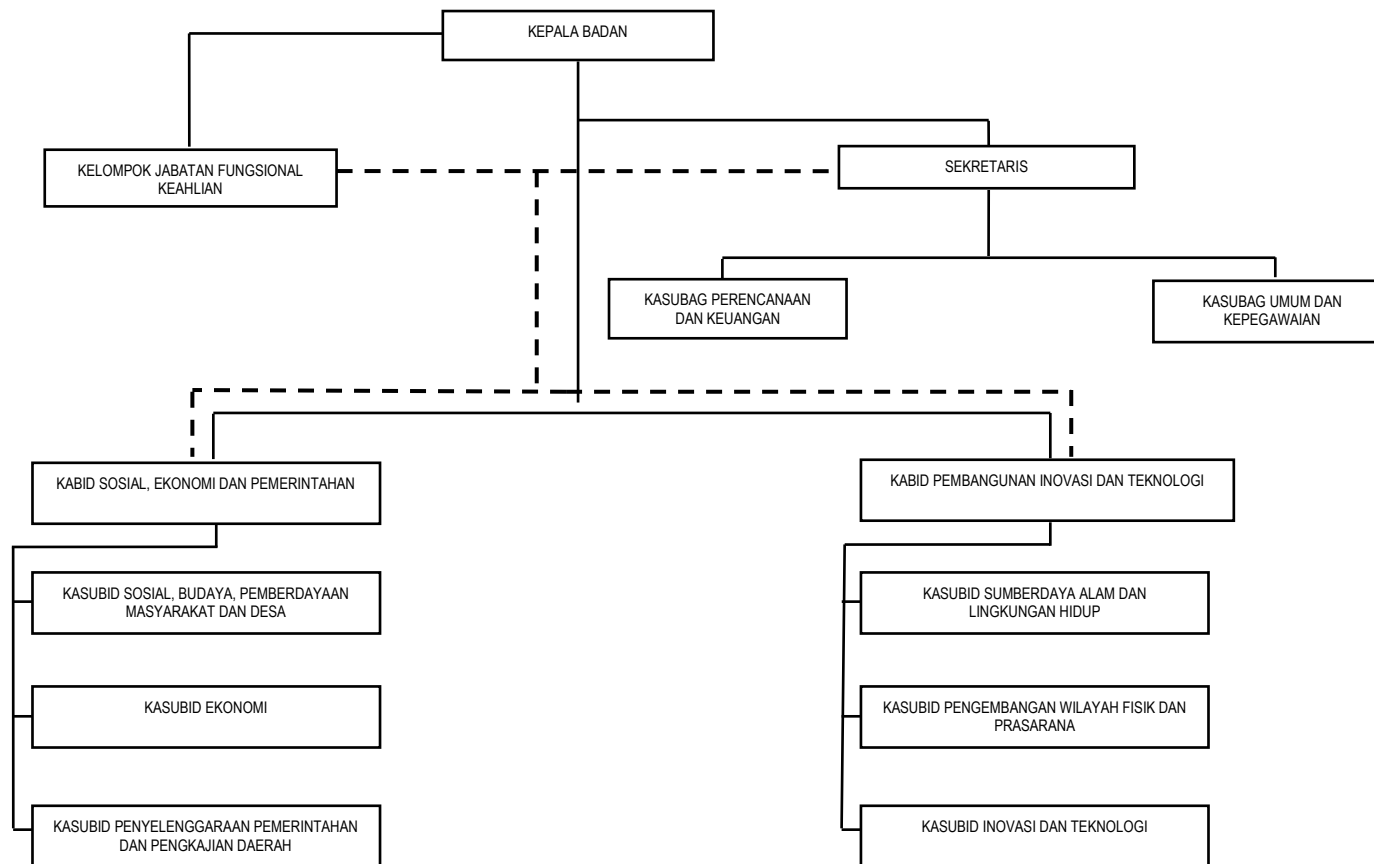 KEPALA BADAN
KELOMPOK JABATAN FUNGSIONAL
KEAHLIAN
SEKRETARIS
KASUBAG PERENCANAAN
DAN KEUANGAN
KASUBAG UMUM DAN
KEPEGAWAIAN
KABID SOSIAL, EKONOMI DAN PEMERINTAHAN
KABID PEMBANGUNAN INOVASI DAN TEKNOLOGI
KASUBID SOSIAL, BUDAYA, PEMBERDAYAAN
MASYARAKAT DAN DESA
KASUBID SUMBERDAYA ALAM DAN
LINGKUNGAN HIDUP
KASUBID EKONOMI
KASUBID PENGEMBANGAN WILAYAH FISIK DAN
PRASARANA
KASUBID PENYELENGGARAAN PEMERINTAHAN
DAN PENGKAJIAN DAERAH
KASUBID INOVASI DAN TEKNOLOGI